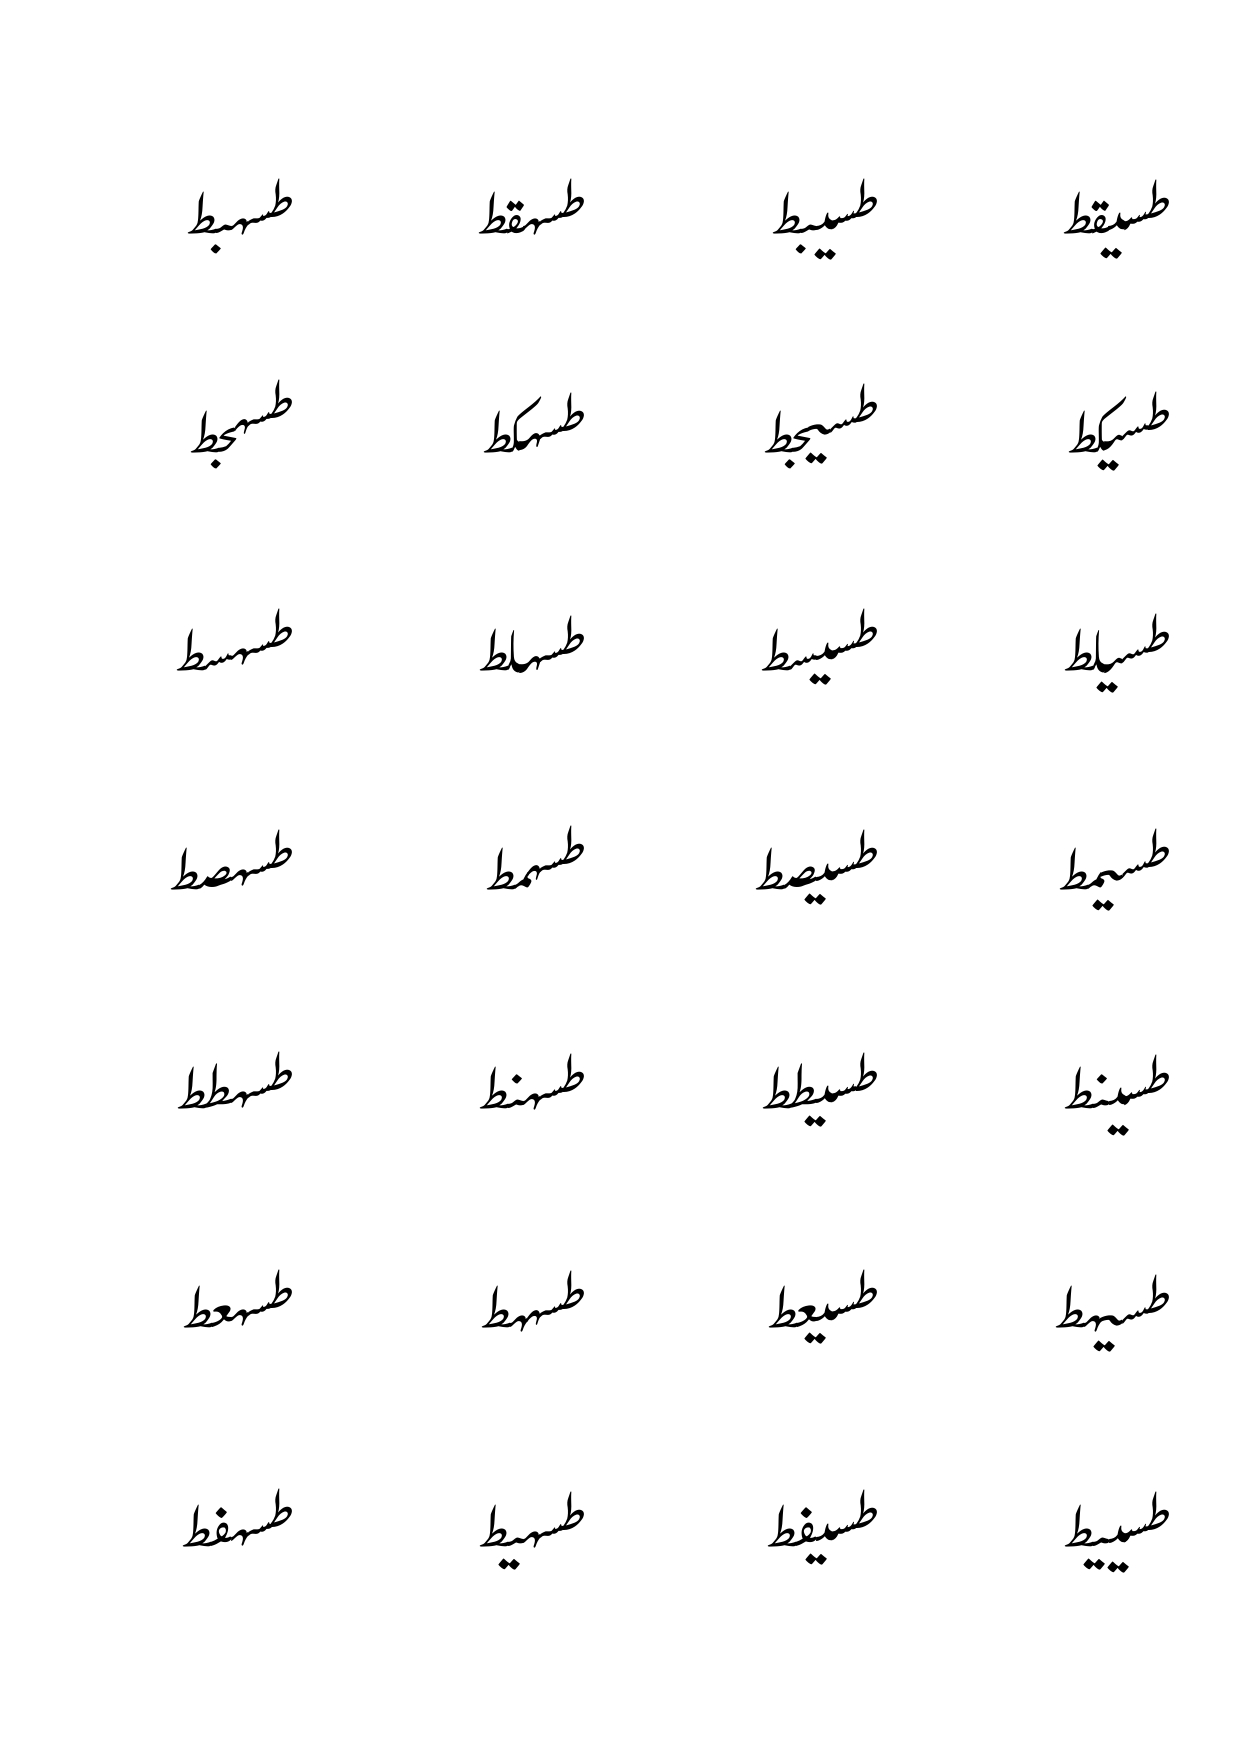 طسيقط طسيبط طسهقط طسهبط
طسيكط طسيجط طسهكط طسهجط
طسيلط طسيسط طسهلط طسهسط
طسيمط طسيصط طسهمط طسهصط
طسينط طسيطط طسهنط طسهطط
طسيهط طسيعط طسههط طسهعط
طسييط طسيفط طسهيط طسهفط